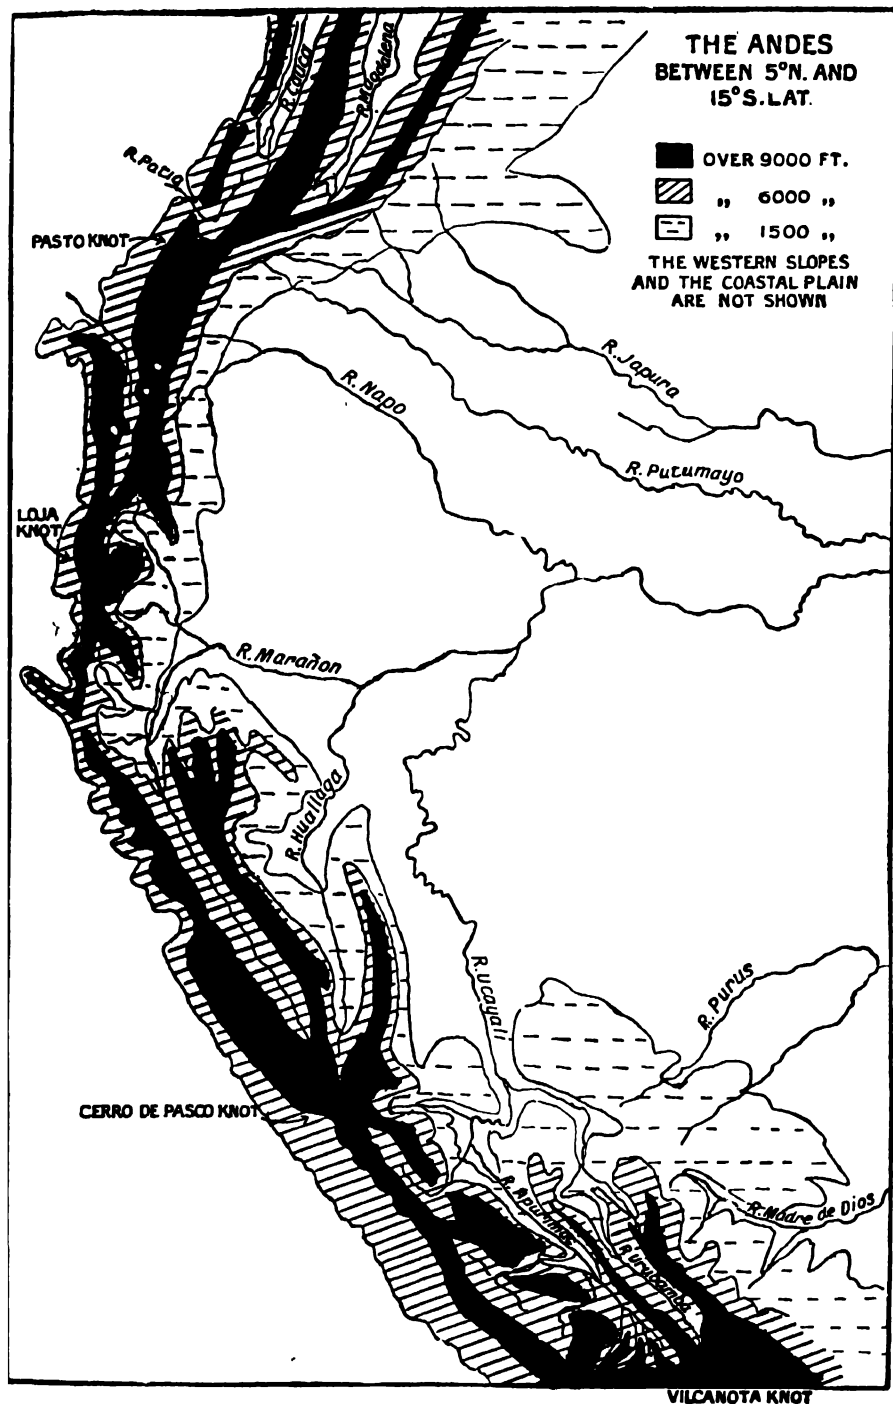 THE ANDES
BETWEEN 5°N. AND
15°S. LAT.
OVER 9000 FT.
„ 6000 „
„ 1500 „
THE WESTERN SLOPES
AND THE COASTAL PLAIN
ARE NOT SHOWN
R. Cauca
R. Magdalena
R. Patia
PASTO KNOT
R. Japura
R. Napo
R. Putumayo
LOJA
KNOT
R. Marañon
R. Huallaga
R. Ucayali
R. Purus
CERRO DE PASCO KNOT
R. Apurimac
R. Madre de Dios
R. Urubamba
VILCANOTA KNOT